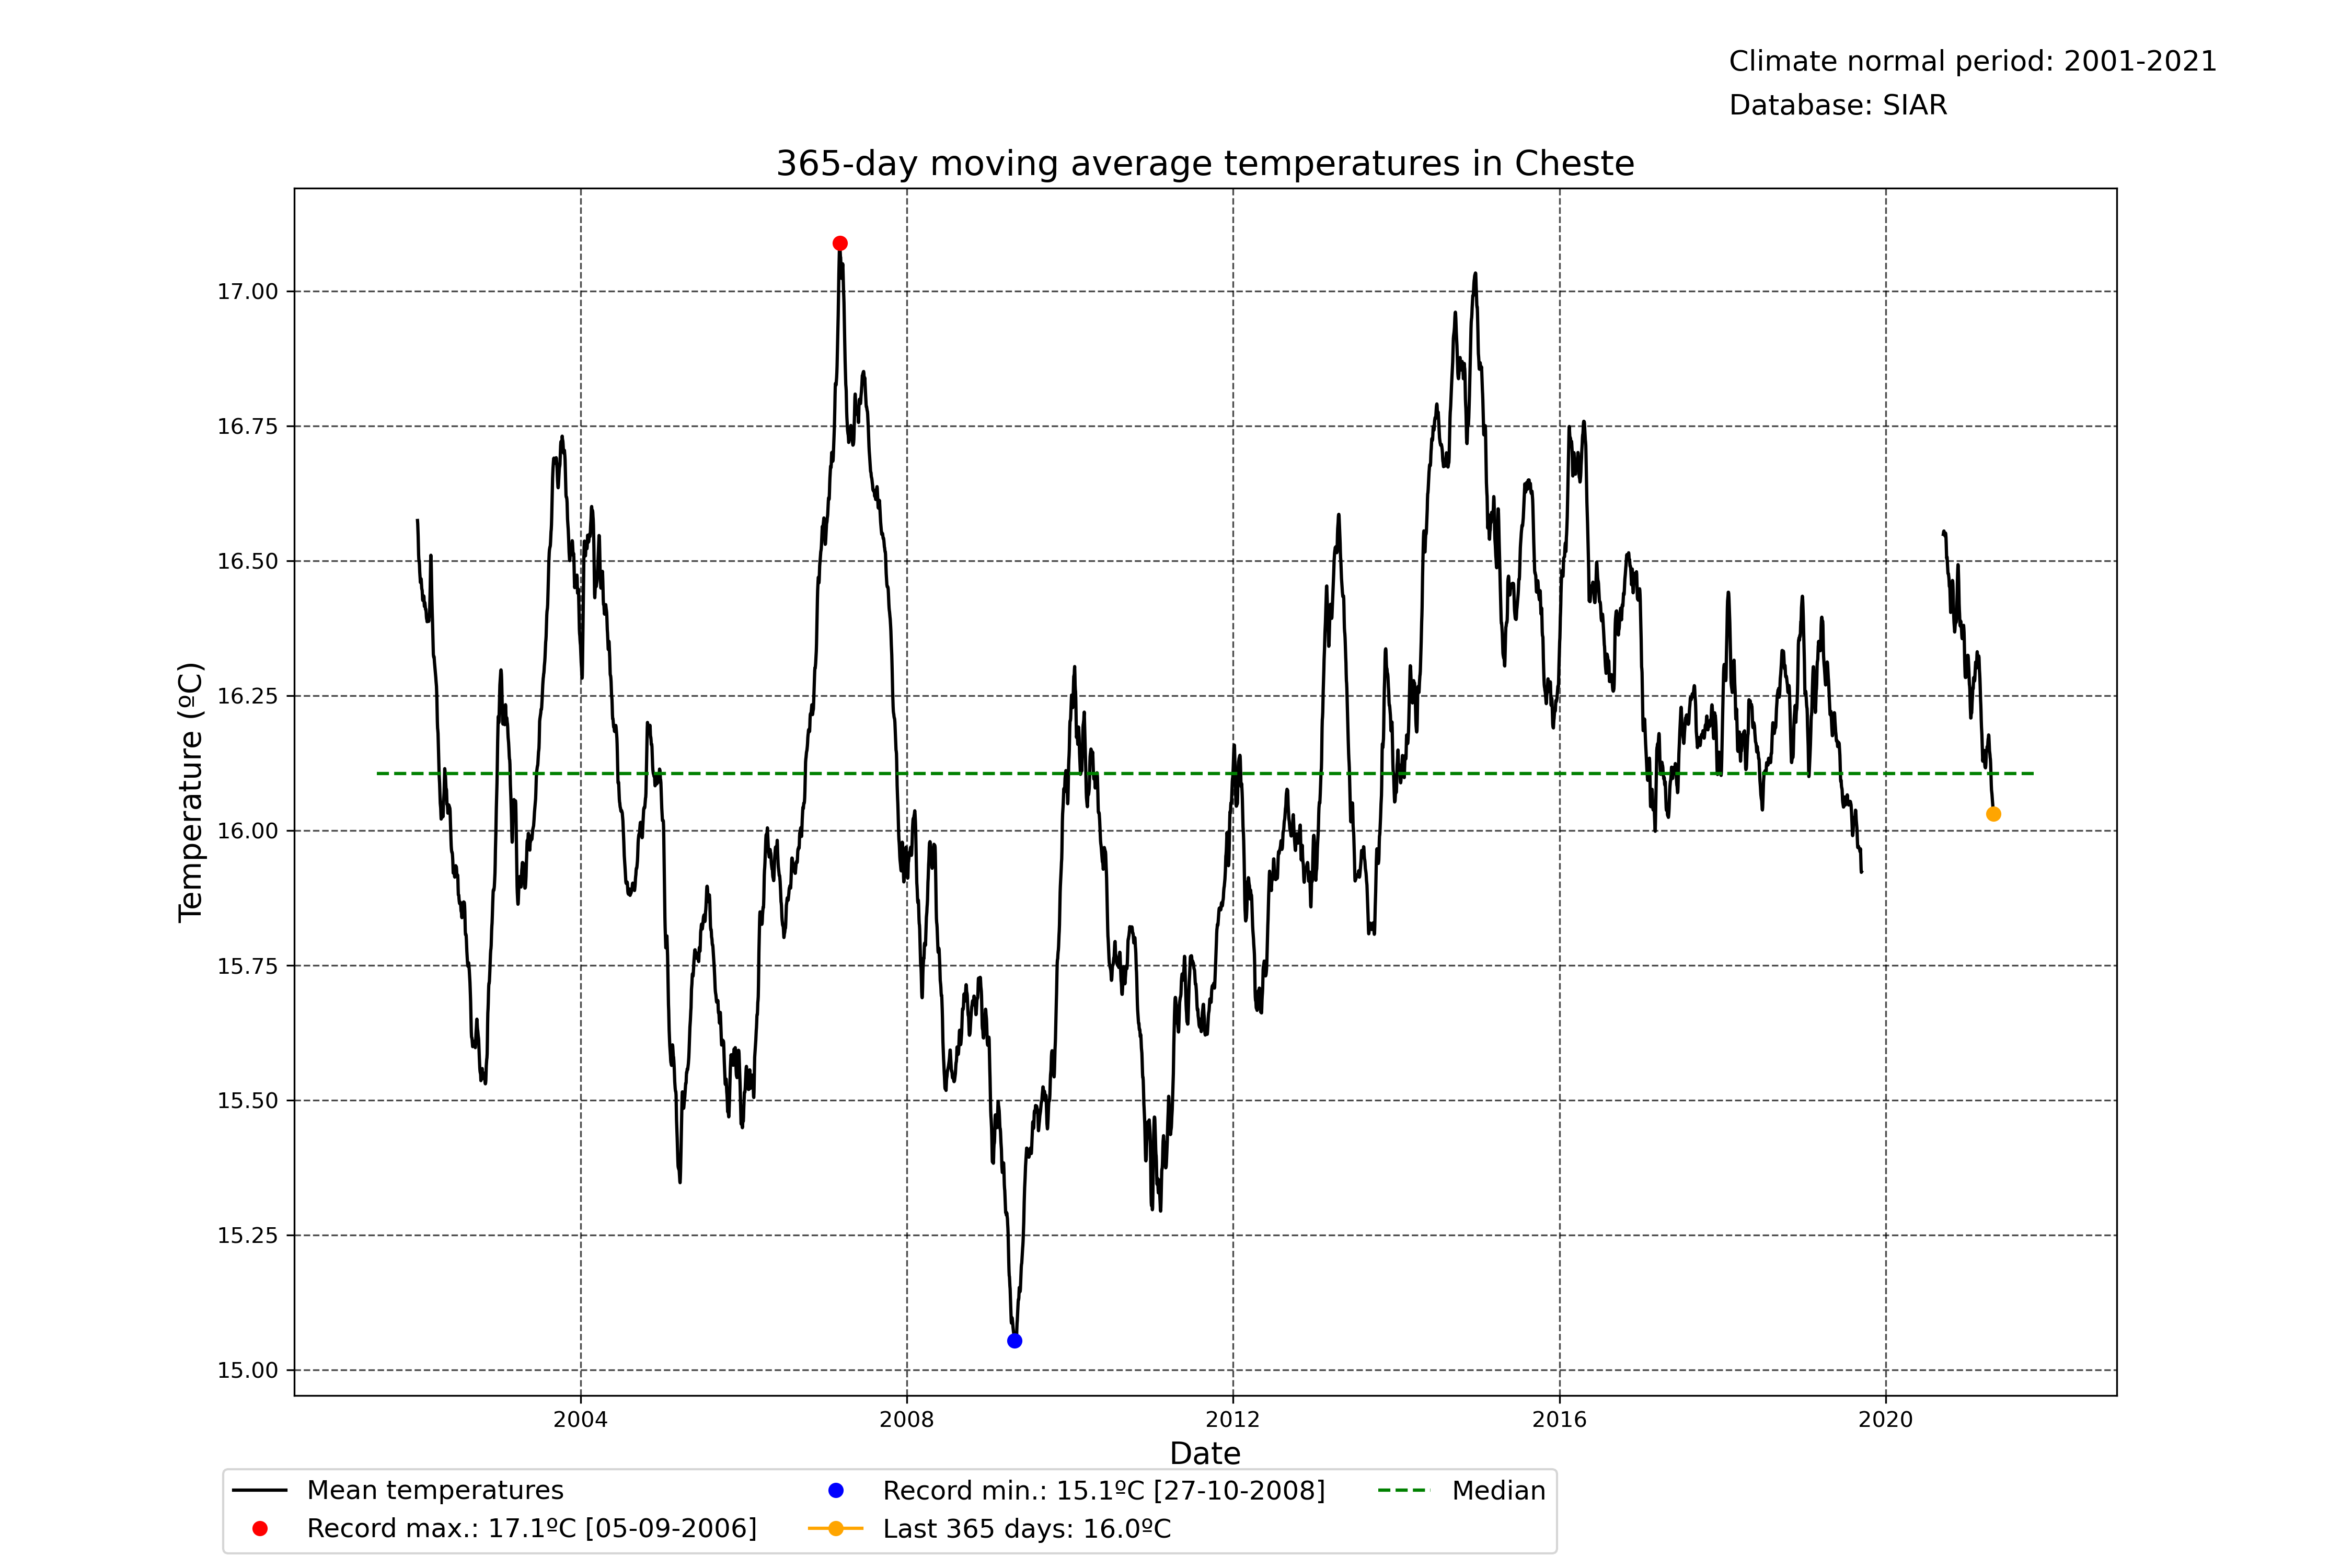 Climate normal period: 2001-2021
Database: SIAR
365-day moving average temperatures in Cheste
17.00
16.75
16.50
16.25
16.00
15.75
15.50
15.25
15.00
Temperature (ºC)
2004 2008 2012 2016 2020
Date
Mean temperatures
Record max.: 17.1ºC [05-09-2006]
Record min.: 15.1ºC [27-10-2008]
Last 365 days: 16.0ºC
Median